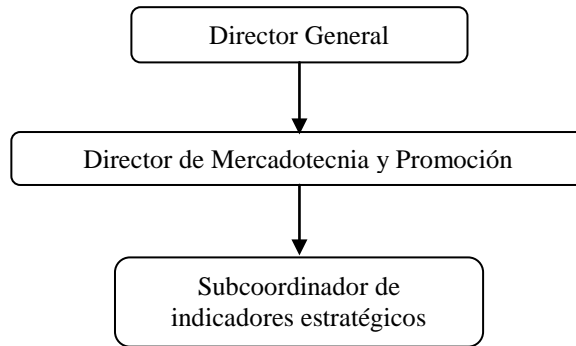 Director General
Director de Mercadotecnia y Promoción
Subcoordinador de
indicadores estratégicos